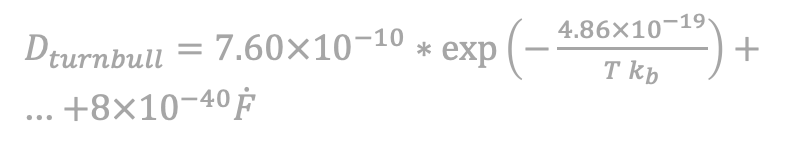 D_turnbull = 7.60×10^−10 * exp (− 4.86×10^−19 / T k_b) +
... +8×10^−40 Ḟ